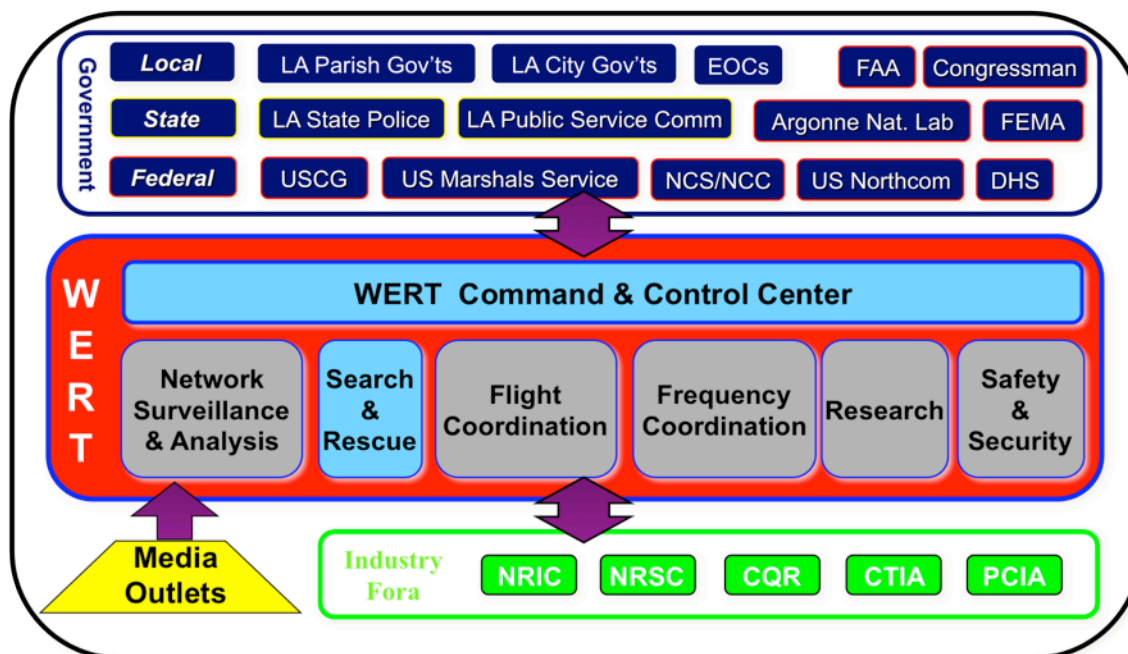 Government
Local
LA Parish Gov'ts
LA City Gov'ts
EOCs
FAA
Congressman
State
LA State Police
LA Public Service Comm
Argonne Nat. Lab
FEMA
Federal
USCG
US Marshals Service
NCS/NCC
US Northcom
DHS
WERT
WERT Command & Control Center
Network
Surveillance
& Analysis
Search
&
Rescue
Flight
Coordination
Frequency
Coordination
Research
Safety
&
Security
Media
Outlets
Industry
Fora
NRIC
NRSC
CQR
CTIA
PCIA